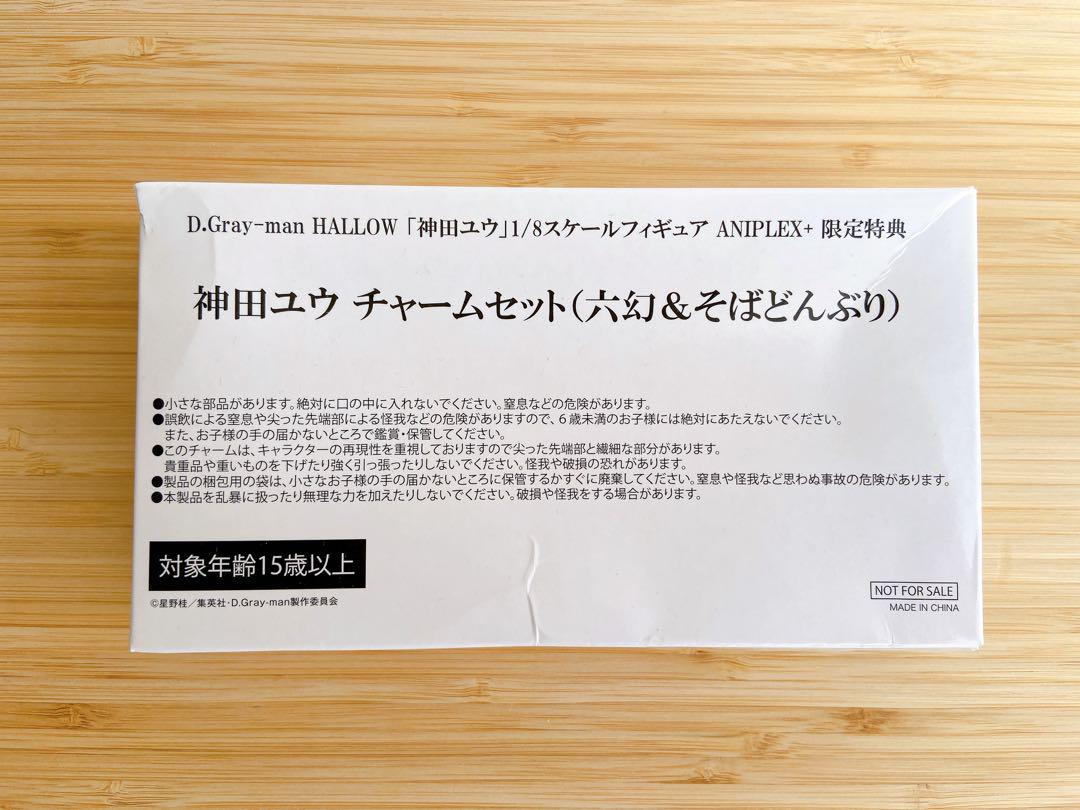 D.Gray-man HALLOW「神田ユウ」1/8スケールフィギュア ANIPLEX+ 限定特典
神田ユウ チャームセット（六幻＆そばどんぶり）
●小さな部品があります。絶対に口の中に入れないでください。窒息などの危険があります。
●誤飲による窒息や尖った先端部による怪我などの危険がありますので、6歳未満のお子様には絶対にあたえないでください。
また、お子様の手の届かないところで鑑賞・保管してください。
●このチャームは、キャラクターの再現性を重視しておりますので尖った先端部と繊細な部分があります。
貴重品や重いものを下げたり強く引っ張ったりしないでください。怪我や破損の恐れがあります。
●製品の梱包用の袋は、小さなお子様の手の届かないところに保管するかすぐに廃棄してください。窒息や怪我など思わぬ事故の危険があります。
●本製品を乱暴に扱ったり無理な力を加えたりしないでください。破損や怪我をする場合があります。
対象年齢15歳以上
©星野桂／集英社・D.Gray-man製作委員会
NOT FOR SALE
MADE IN CHINA